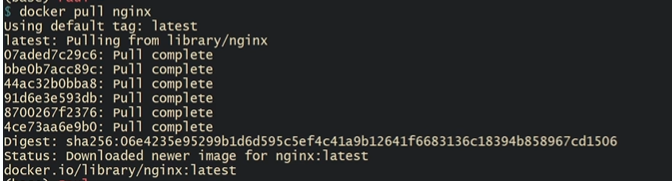 $ docker pull nginx
Using default tag: latest
latest: Pulling from library/nginx
07aded7c29c6: Pull complete
bbe0b7acc89c: Pull complete
44ac32b0bba8: Pull complete
91d6e3e593db: Pull complete
8700267f2376: Pull complete
4ce73aa6e9b0: Pull complete
Digest: sha256:06e4235e95299b1d6d595c5ef4c41a9b12641f6683136c18394b858967cd1506
Status: Downloaded newer image for nginx:latest
docker.io/library/nginx:latest